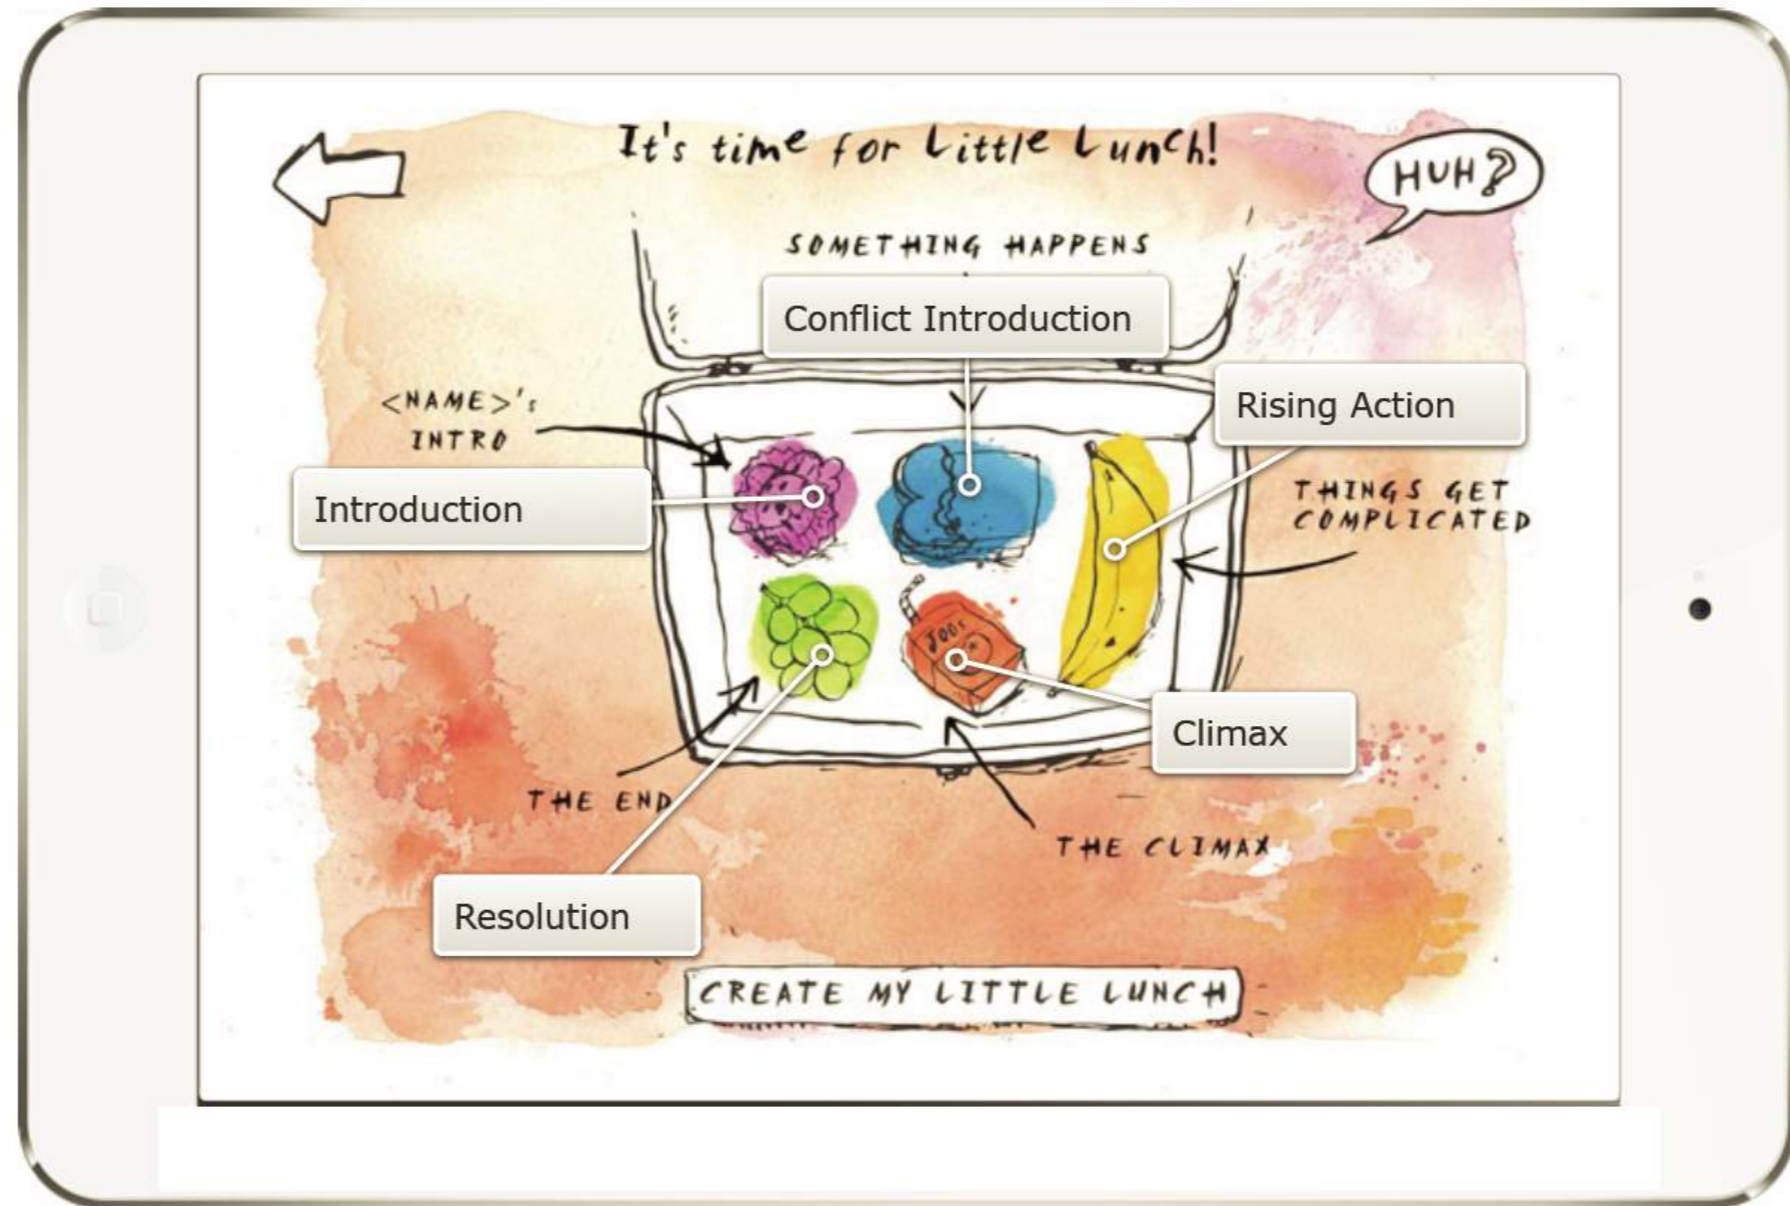 It's time for Little Lunch!
HUH?
SOMETHING HAPPENS
Conflict Introduction
Rising Action
<NAME>'s
INTRO
Introduction
THINGS GET
COMPLICATED
JOOS
Climax
THE END
THE CLIMAX
Resolution
CREATE MY LITTLE LUNCH